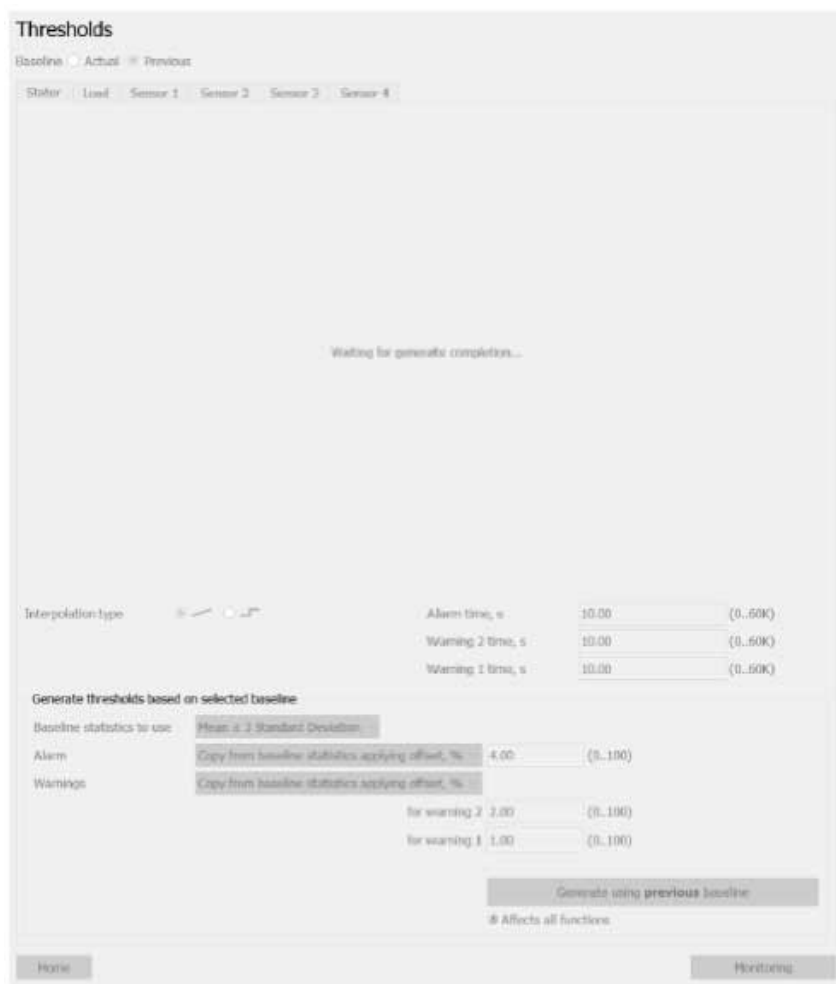 Thresholds
Baseline Actual Previous
Stator Load Sensor 1 Sensor 2 Sensor 3 Sensor 4
Waiting for generate completion...
Interpolation type
Alarm time, s 10.00 (0..60K)
Warning 2 time, s 10.00 (0..60K)
Warning 1 time, s 10.00 (0..60K)
Generate thresholds based on selected baseline
Baseline statistics to use Mean ± 3 Standard Deviation
Alarm Copy from baseline statistics applying offset, % 4.00 (0..100)
Warnings Copy from baseline statistics applying offset, %
for warning 2 2.00 (0..100)
for warning 1 1.00 (0..100)
Generate using previous baseline
# Affects all functions
Home Monitoring